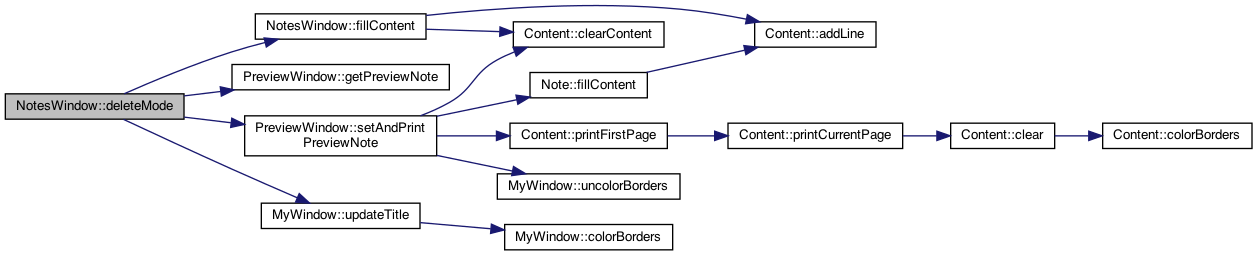 NotesWindow::deleteMode
NotesWindow::fillContent
PreviewWindow::getPreviewNote
PreviewWindow::setAndPrint
PreviewNote
MyWindow::updateTitle
Content::clearContent
Note::fillContent
Content::printFirstPage
MyWindow::uncolorBorders
MyWindow::colorBorders
Content::addLine
Content::printCurrentPage
Content::clear
Content::colorBorders